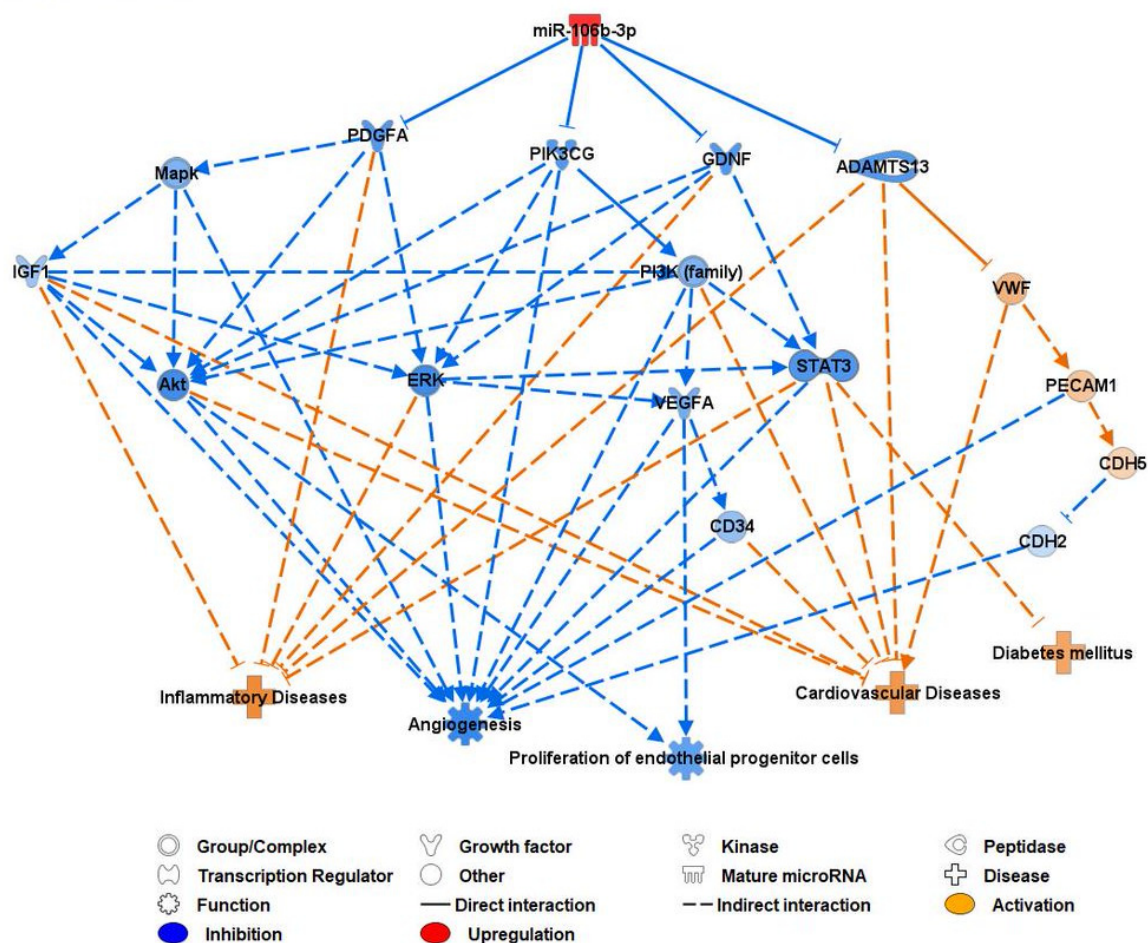 miR-106b-3p
PDGFA
PIK3CG
GDNF
ADAMTS13
Mapk
IGF1
PI3K (family)
VWF
Akt
ERK
STAT3
VEGFA
PECAM1
CDH5
CD34
CDH2
Inflammatory Diseases
Angiogenesis
Proliferation of endothelial progenitor cells
Cardiovascular Diseases
Diabetes mellitus
Group/Complex
Growth factor
Kinase
Peptidase
Transcription Regulator
Other
Mature microRNA
Disease
Function
Direct interaction
Indirect interaction
Activation
Inhibition
Upregulation